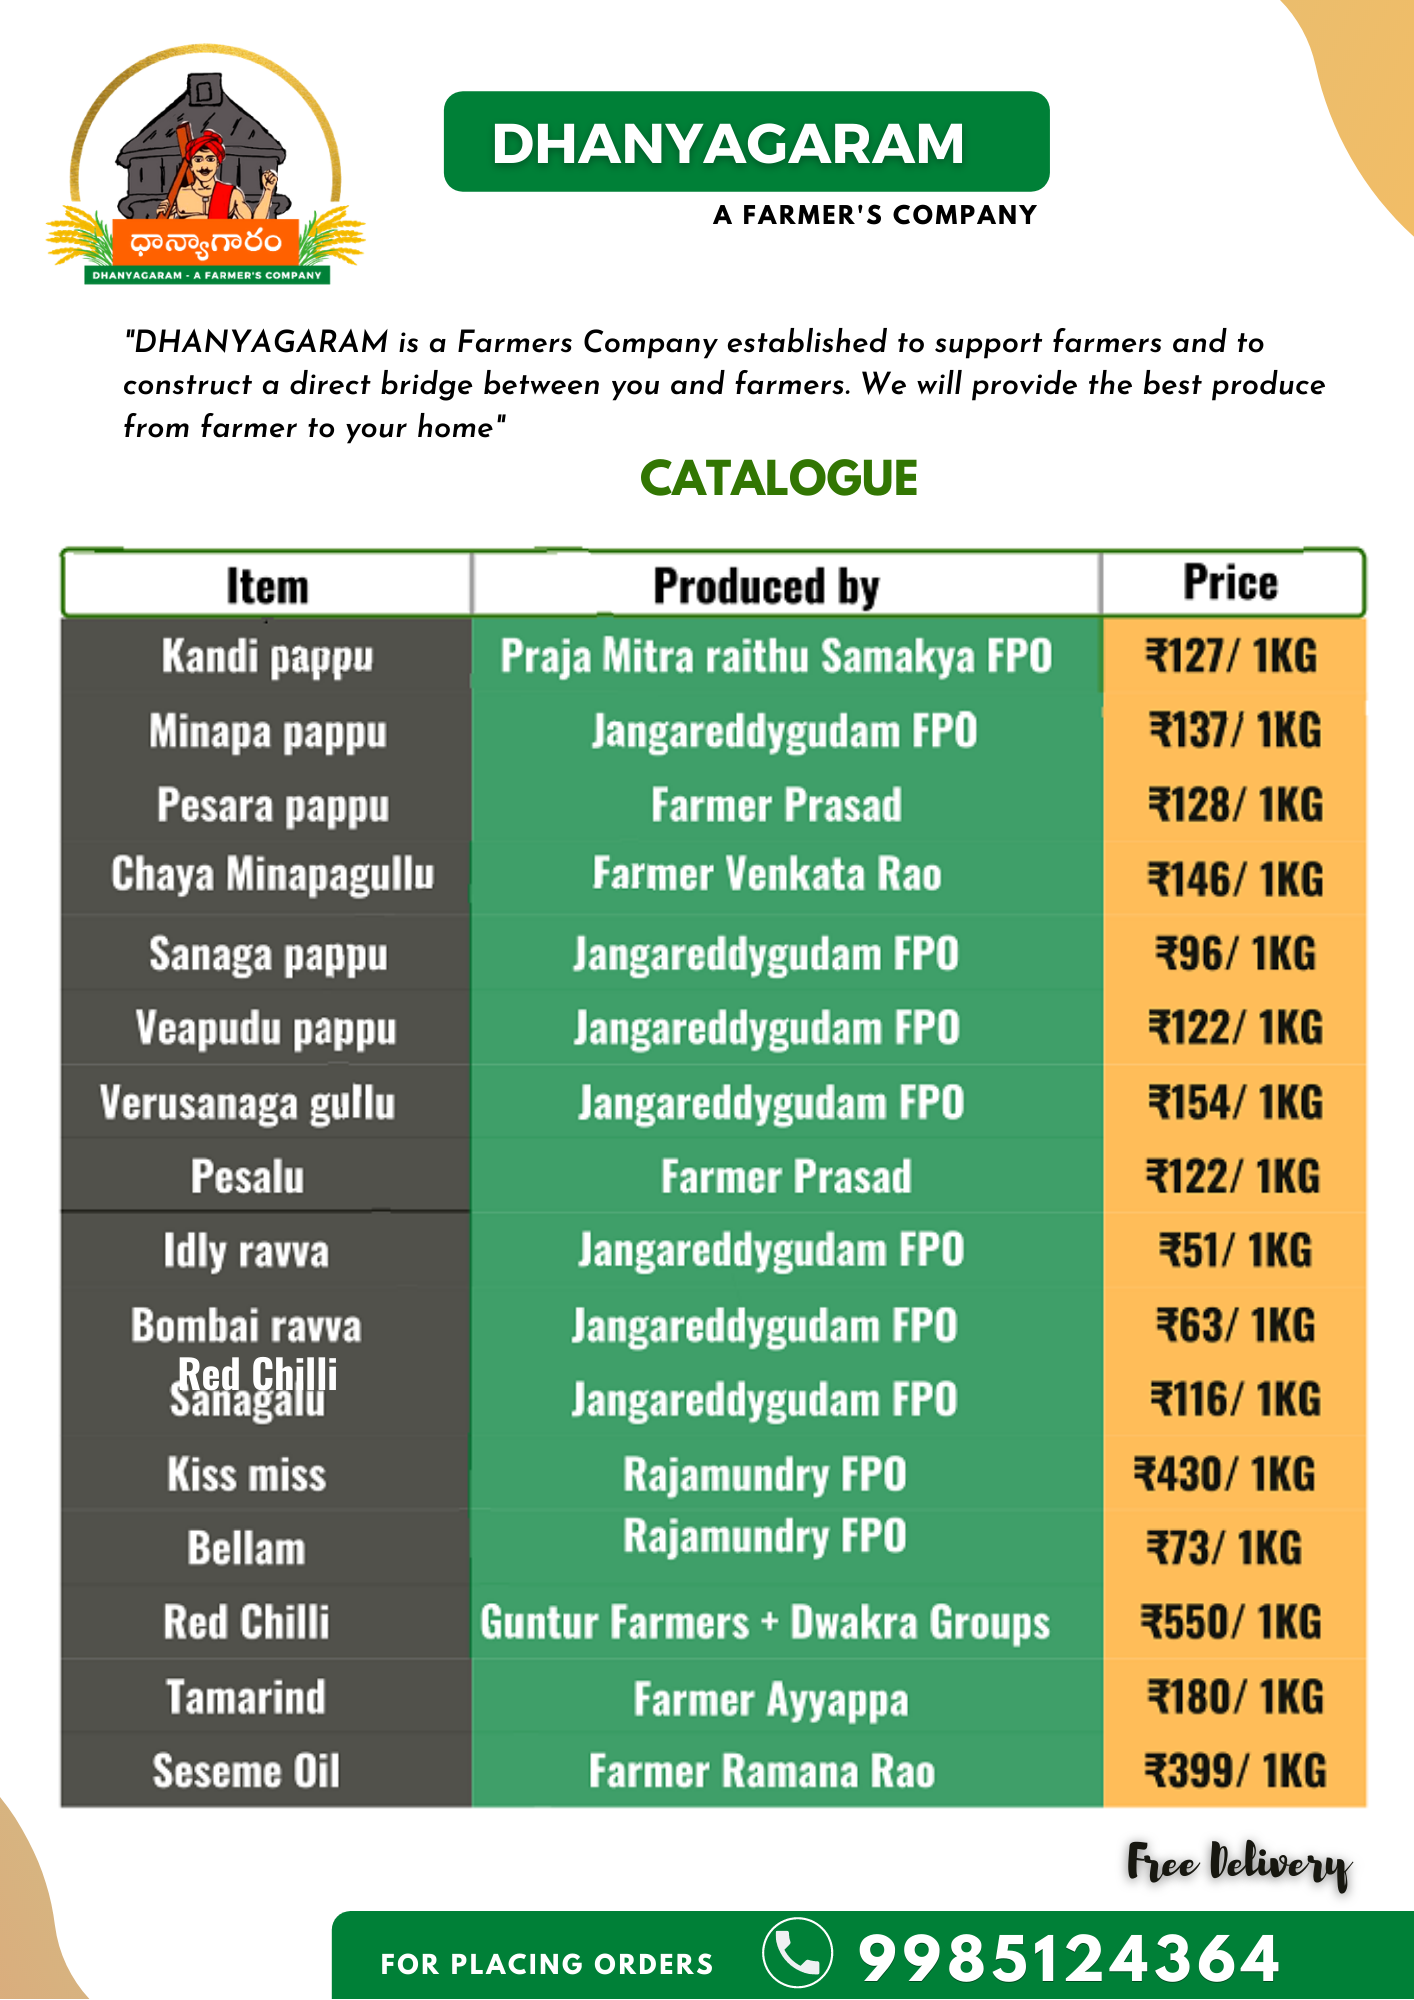 ధాన్యాగారం
DHANYAGARAM - A FARMER'S COMPANY
DHANYAGARAM
A FARMER'S COMPANY
"DHANYAGARAM is a Farmers Company established to support farmers and to
construct a direct bridge between you and farmers. We will provide the best produce
from farmer to your home"
CATALOGUE
Item Produced by Price
Kandi pappu Praja Mitra raithu Samakya FPO ₹127/ 1KG
Minapa pappu Jangareddygudam FPO ₹137/ 1KG
Pesara pappu Farmer Prasad ₹128/ 1KG
Chaya Minapagullu Farmer Venkata Rao ₹146/ 1KG
Sanaga pappu Jangareddygudam FPO ₹96/ 1KG
Veapudu pappu Jangareddygudam FPO ₹122/ 1KG
Verusanaga gullu Jangareddygudam FPO ₹154/ 1KG
Pesalu Farmer Prasad ₹122/ 1KG
Idly ravva Jangareddygudam FPO ₹51/ 1KG
Bombai ravva Jangareddygudam FPO ₹63/ 1KG
Red Chilli
Sanagalu Jangareddygudam FPO ₹116/ 1KG
Kiss miss Rajamundry FPO ₹430/ 1KG
Bellam Rajamundry FPO ₹73/ 1KG
Red Chilli Guntur Farmers + Dwakra Groups ₹550/ 1KG
Tamarind Farmer Ayyappa ₹180/ 1KG
Seseme Oil Farmer Ramana Rao ₹399/ 1KG
Free Delivery
FOR PLACING ORDERS 9985124364